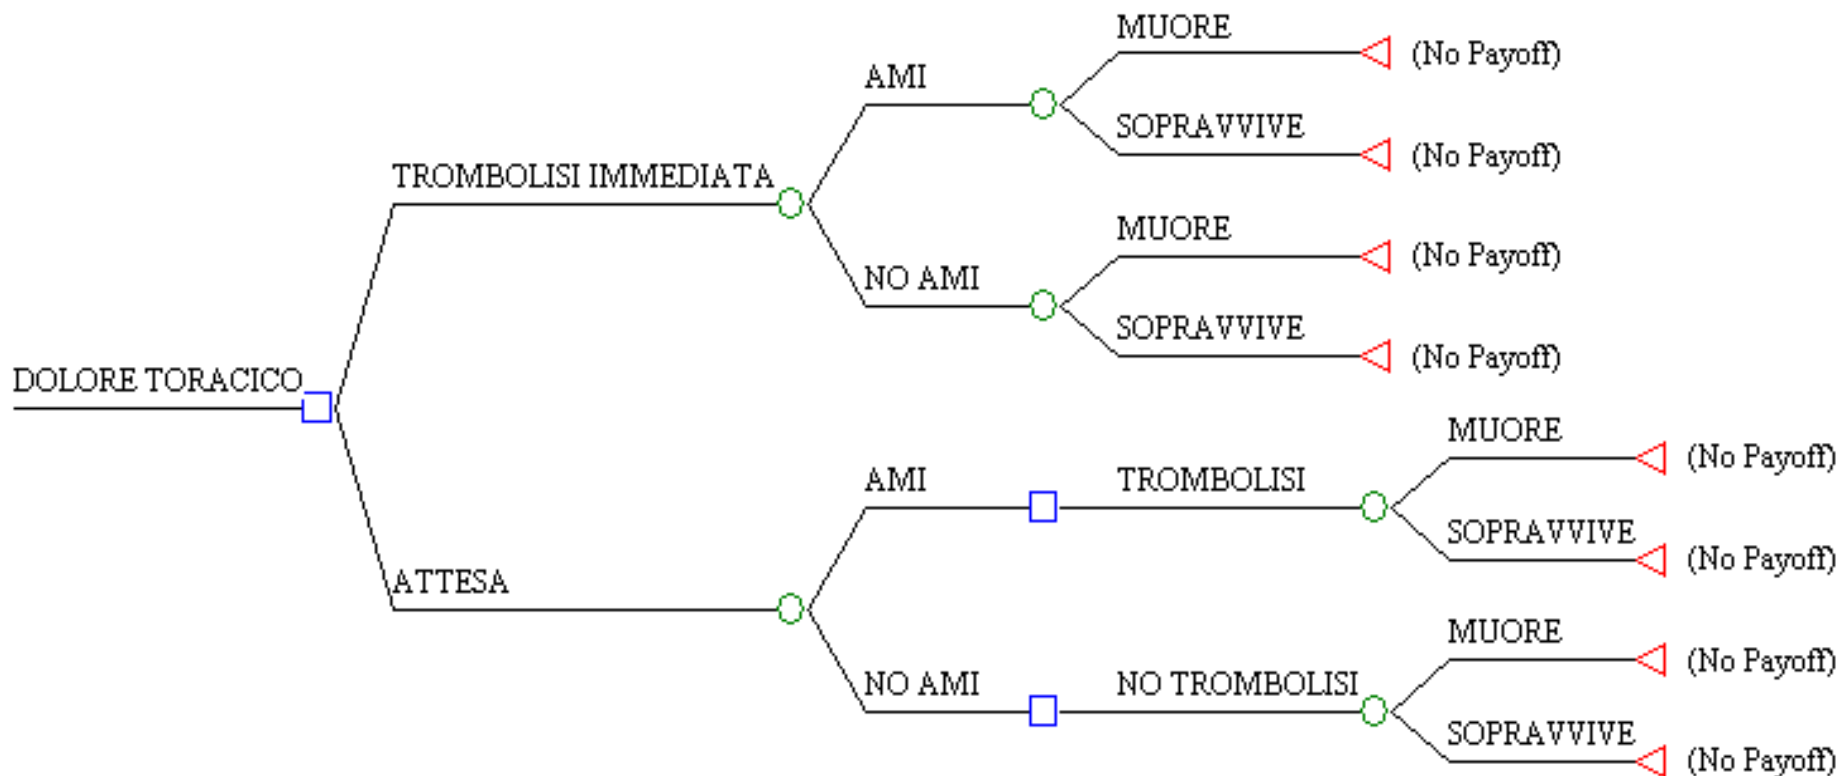 MUORE
(No Payoff)
AMI
SOPRAVVIVE
(No Payoff)
TROMBOLISI IMMEDIATA
MUORE
(No Payoff)
NO AMI
SOPRAVVIVE
(No Payoff)
DOLORE TORACICO
MUORE
(No Payoff)
AMI
TROMBOLISI
SOPRAVVIVE
(No Payoff)
ATTESA
MUORE
(No Payoff)
NO AMI
NO TROMBOLISI
SOPRAVVIVE
(No Payoff)